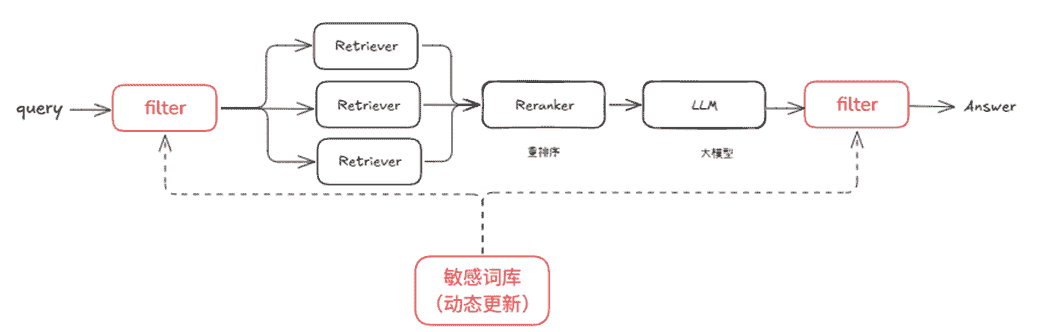 Retriever
query
filter
Retriever
Retriever
Reranker
重排序
LLM
大模型
filter
Answer
敏感词库
（动态更新）